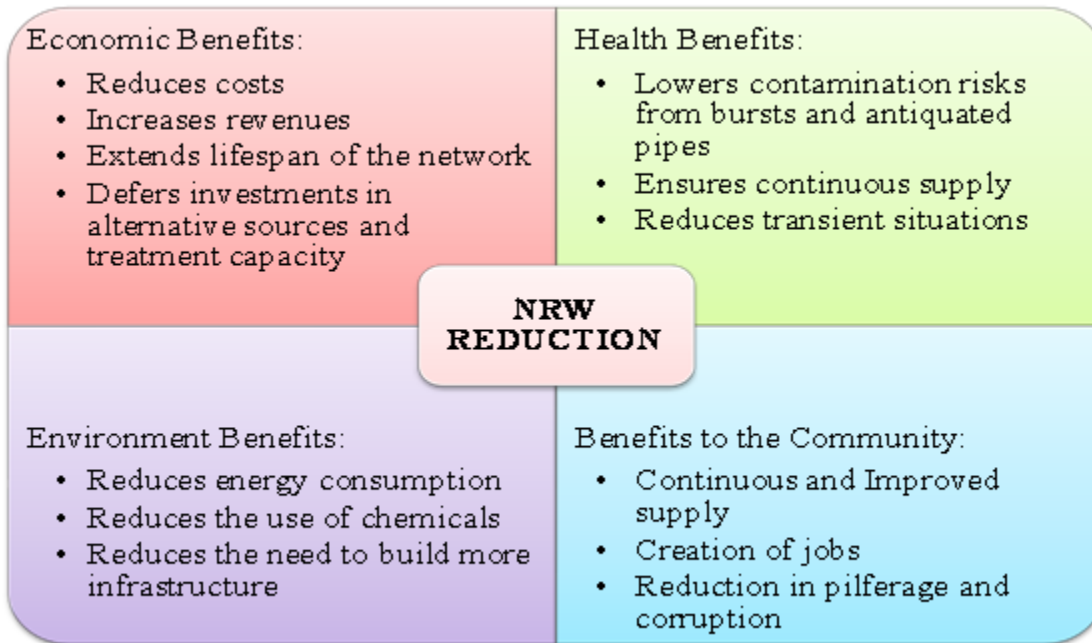 Economic Benefits:
• Reduces costs
• Increases revenues
• Extends lifespan of the network
• Defers investments in
alternative sources and
treatment capacity
Health Benefits:
• Lowers contamination risks
from bursts and antiquated
pipes
• Ensures continuous supply
• Reduces transient situations
NRW
REDUCTION
Environment Benefits:
• Reduces energy consumption
• Reduces the use of chemicals
• Reduces the need to build more
infrastructure
Benefits to the Community:
• Continuous and Improved
supply
• Creation of jobs
• Reduction in pilferage and
corruption